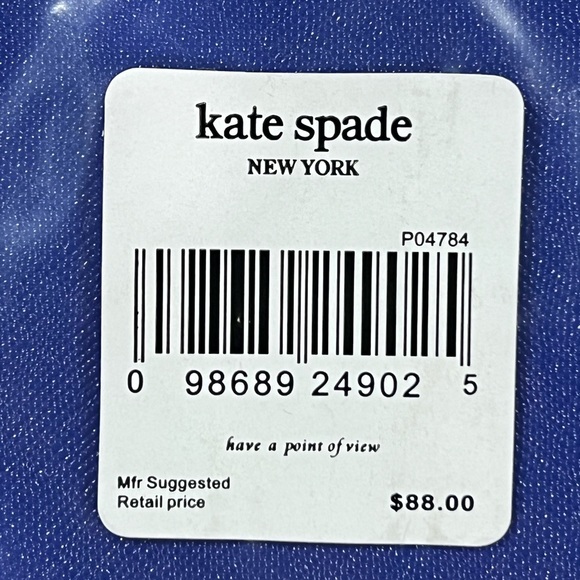 kate spade
NEW YORK
P04784
0 98689 24902 5
have a point of view
Mfr Suggested
Retail price
$88.00